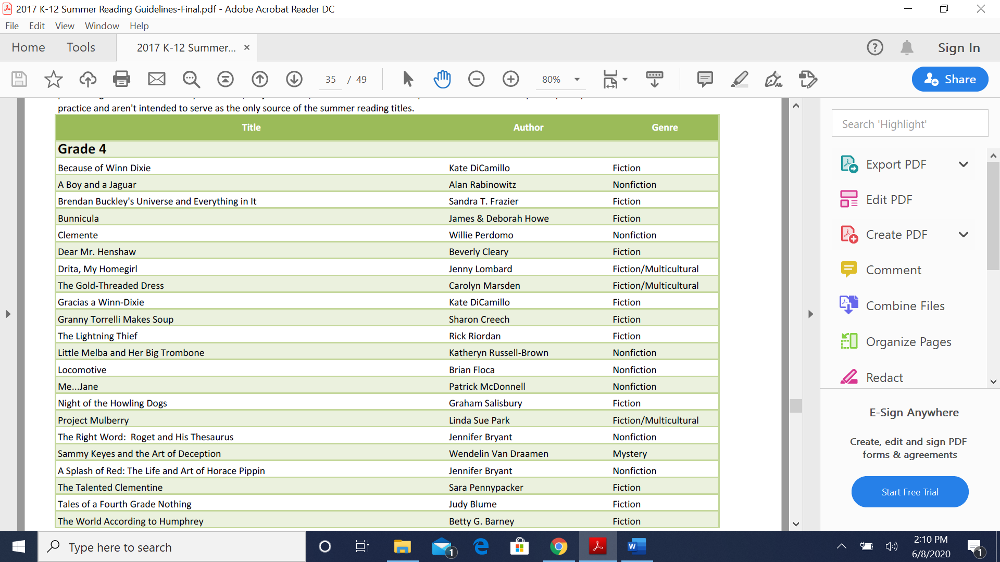 2017 K-12 Summer Reading Guidelines-Final.pdf - Adobe Acrobat Reader DC
File Edit View Window Help
Home Tools 2017 K-12 Summer... × Sign In
35 / 49 80% Share
practice and aren't intended to serve as the only source of the summer reading titles.
Title Author Genre
Grade 4
Because of Winn Dixie Kate DiCamillo Fiction
A Boy and a Jaguar Alan Rabinowitz Nonfiction
Brendan Buckley's Universe and Everything in It Sandra T. Frazier Fiction
Bunnicula James & Deborah Howe Fiction
Clemente Willie Perdomo Nonfiction
Dear Mr. Henshaw Beverly Cleary Fiction
Drita, My Homegirl Jenny Lombard Fiction/Multicultural
The Gold-Threaded Dress Carolyn Marsden Fiction/Multicultural
Gracias a Winn-Dixie Kate DiCamillo Fiction
Granny Torrelli Makes Soup Sharon Creech Fiction
The Lightning Thief Rick Riordan Fiction
Little Melba and Her Big Trombone Katheryn Russell-Brown Nonfiction
Locomotive Brian Floca Nonfiction
Me...Jane Patrick McDonnell Nonfiction
Night of the Howling Dogs Graham Salisbury Fiction
Project Mulberry Linda Sue Park Fiction/Multicultural
The Right Word:  Roget and His Thesaurus Jennifer Bryant Nonfiction
Sammy Keyes and the Art of Deception Wendelin Van Draamen Mystery
A Splash of Red: The Life and Art of Horace Pippin Jennifer Bryant Nonfiction
The Talented Clementine Sara Pennypacker Fiction
Tales of a Fourth Grade Nothing Judy Blume Fiction
The World According to Humphrey Betty G. Barney Fiction
Search 'Highlight'
Export PDF
Edit PDF
Create PDF
Comment
Combine Files
Organize Pages
Redact
E-Sign Anywhere
Create, edit and sign PDF
forms & agreements
Start Free Trial
Type here to search
1
W
2:10 PM
6/8/2020
1